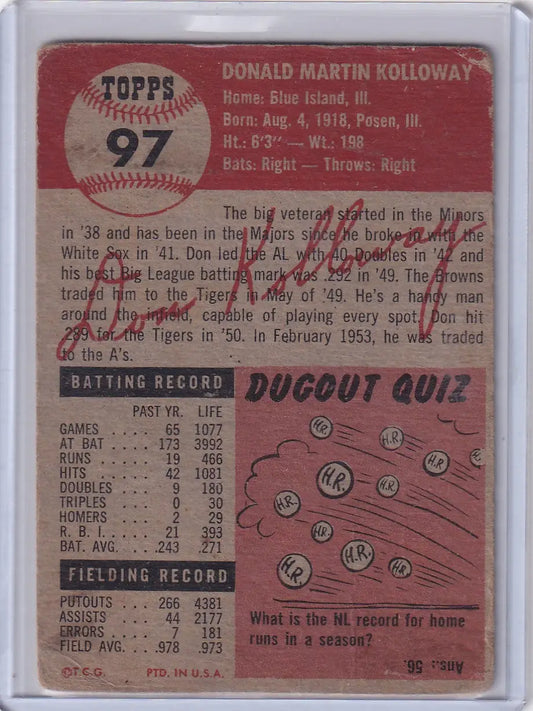 TOPPS
97
DONALD MARTIN KOLLOWAY
Home: Blue Island, Ill.
Born: Aug. 4, 1918, Posen, Ill.
Ht.: 6'3" — Wt.: 198
Bats: Right — Throws: Right
The big veteran started in the Minors
in '38 and has been in the Majors since he broke in with the
White Sox in '41. Don led the AL with 40 Doubles in '42 and
his best Big League batting mark was .292 in '49. The Browns
traded him to the Tigers in May of '49. He's a handy man
around the infield, capable of playing every spot. Don hit
.289 for the Tigers in '50. In February 1953, he was traded
to the A's.
Don Kolloway
BATTING RECORD
PAST YR. LIFE
GAMES .... 65 1077
AT BAT .... 173 3992
RUNS .... 19 466
HITS .... 42 1081
DOUBLES .... 9 180
TRIPLES .... 0 30
HOMERS .... 2 29
R. B. I. .... 21 393
BAT. AVG. .... .243 .271
FIELDING RECORD
PUTOUTS .... 266 4381
ASSISTS .... 44 2177
ERRORS .... 7 181
FIELD AVG. .... .978 .973
©T.C.G. PTD. IN U.S.A.
DUGOUT QUIZ
H.R.
H.R.
H.R.
H.R.
H.R.
H.R.
H.R.
H.R.
H.R.
H.R.
What is the NL record for home
runs in a season?
Ans.: 56.